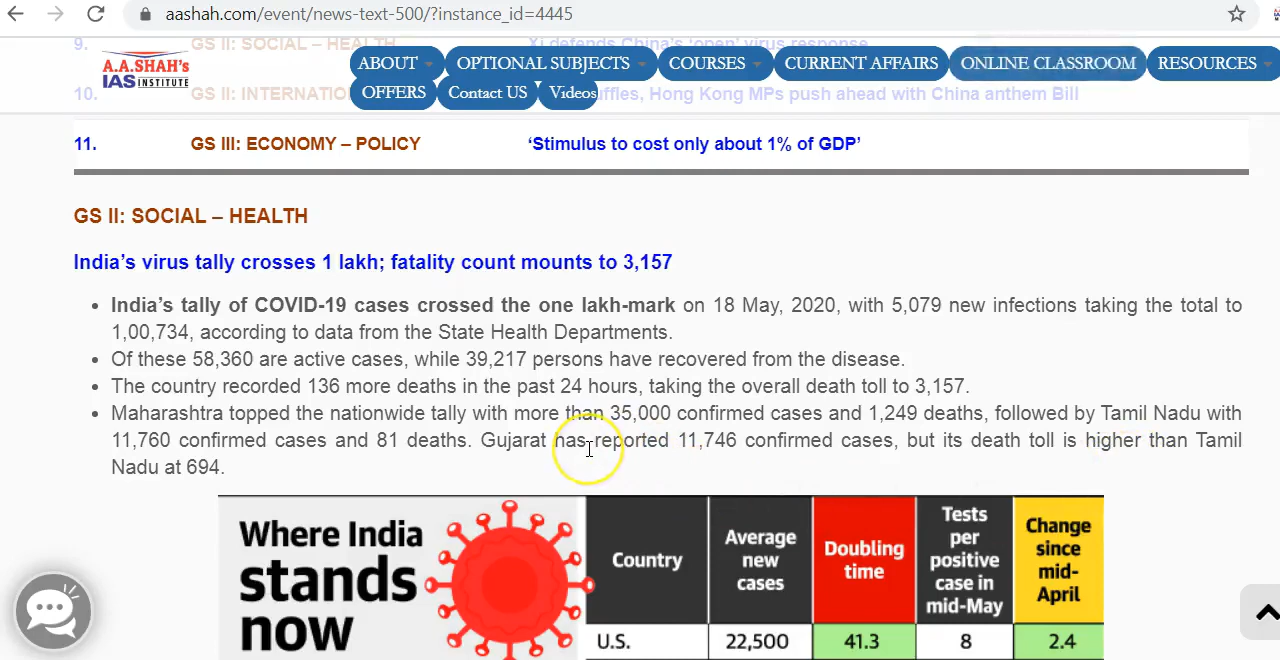 aashah.com/event/news-text-500/?instance_id=4445
9. GS II: SOCIAL – HEALTH Xi defends China's 'open' virus response
A.A.SHAH's
IAS INSTITUTE
ABOUT OPTIONAL SUBJECTS COURSES CURRENT AFFAIRS ONLINE CLASSROOM RESOURCES
OFFERS Contact US Videos
10. GS II: Hong Kong MPs push ahead with China anthem Bill
11. GS III: ECONOMY – POLICY 'Stimulus to cost only about 1% of GDP'
GS II: SOCIAL – HEALTH
India's virus tally crosses 1 lakh; fatality count mounts to 3,157
• India's tally of COVID-19 cases crossed the one lakh-mark on 18 May, 2020, with 5,079 new infections taking the total to
1,00,734, according to data from the State Health Departments.
• Of these 58,360 are active cases, while 39,217 persons have recovered from the disease.
• The country recorded 136 more deaths in the past 24 hours, taking the overall death toll to 3,157.
• Maharashtra topped the nationwide tally with more than 35,000 confirmed cases and 1,249 deaths, followed by Tamil Nadu with
11,760 confirmed cases and 81 deaths. Gujarat has reported 11,746 confirmed cases, but its death toll is higher than Tamil
Nadu at 694.
Where India
stands
now
Country
Average
new
cases
Doubling
time
Tests
per
positive
case in
mid-May
Change
since
mid-
April
U.S. 22,500 41.3 8 2.4